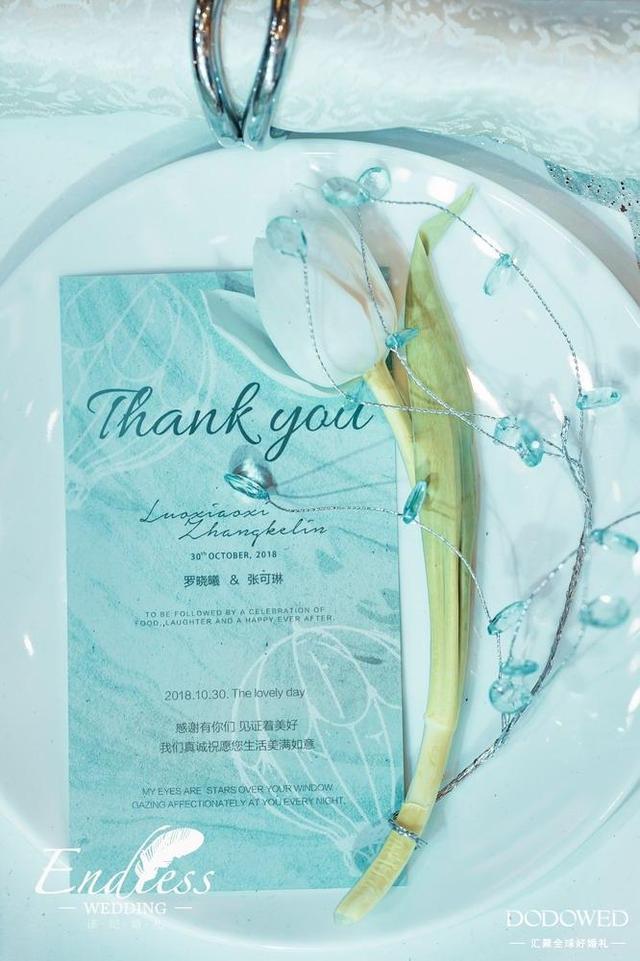 Thank you
Luoxiaoxi
Zhangkelin
30th OCTOBER, 2018
罗晓曦 & 张可琳
TO BE FOLLOWED BY A CELEBRATION OF
FOOD,,LAUGHTER AND A HAPPY EVER AFTER.
2018.10.30. The lovely day
感谢有你们 见证着美好
我们真诚祝愿您生活美满如意
MY EYES ARE STARS OVER YOUR WINDOW
GAZING AFFECTIONATELY AT YOU EVERY NIGHT.
Endless
— WEDDING —
DODOWED
— 汇聚全球好婚礼 —